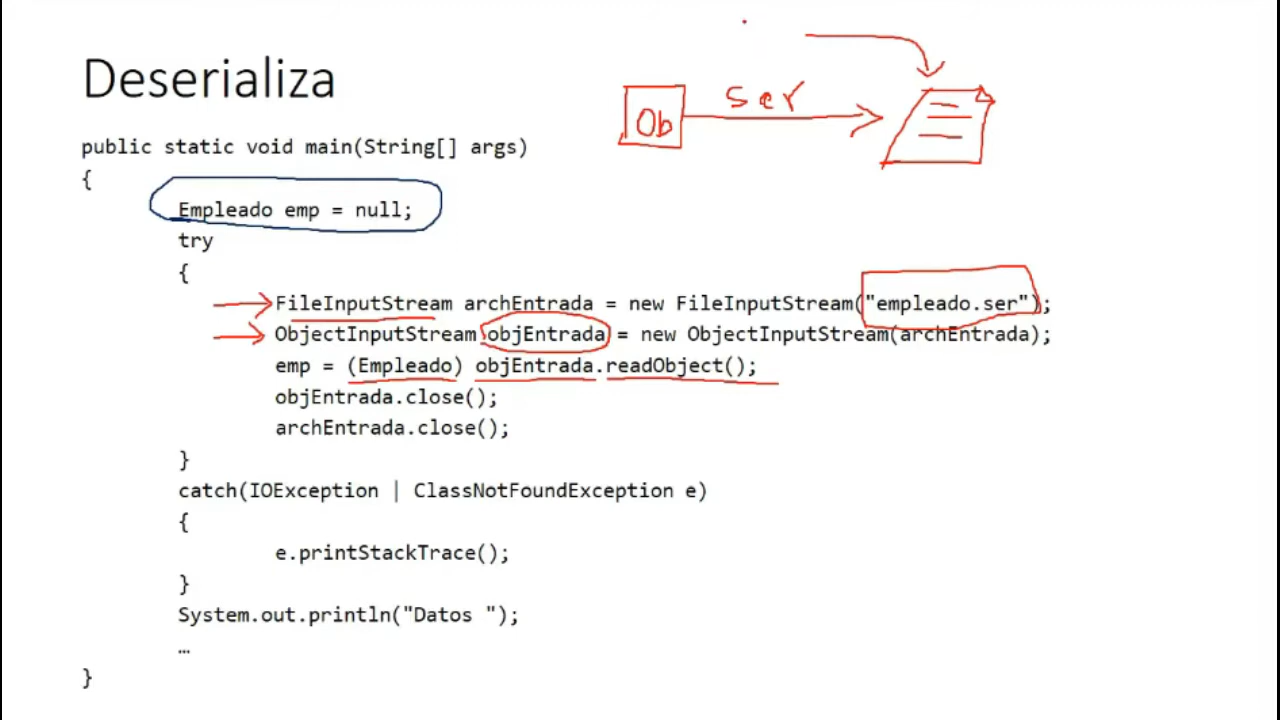 Deserializa
ser
Ob
public static void main(String[] args)
{
Empleado emp = null;
try
{
FileInputStream archEntrada = new FileInputStream("empleado.ser");
ObjectInputStream objEntrada = new ObjectInputStream(archEntrada);
emp = (Empleado) objEntrada.readObject();
objEntrada.close();
archEntrada.close();
}
catch(IOException | ClassNotFoundException e)
{
e.printStackTrace();
}
System.out.println("Datos ");
…
}